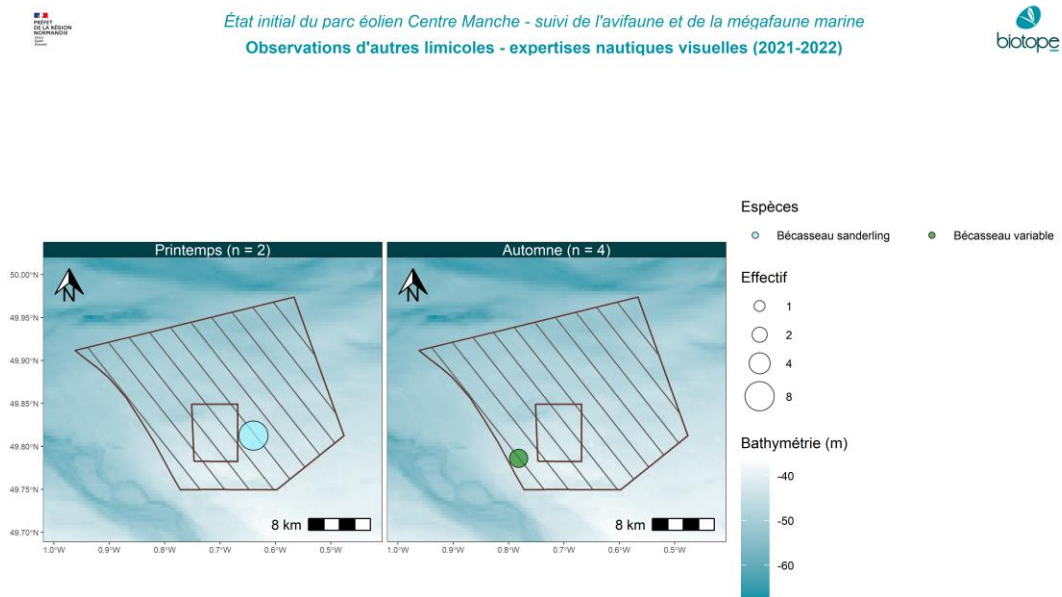 PRÉFET
DE LA RÉGION
NORMANDIE
État initial du parc éolien Centre Manche - suivi de l'avifaune et de la mégafaune marine
Observations d'autres limicoles - expertises nautiques visuelles (2021-2022)
biotope
Espèces
Bécasseau sanderling
Bécasseau variable
Effectif
1
2
4
8
Bathymétrie (m)
-40
-50
-60
Printemps (n = 2)
Automne (n = 4)
50.00°N
49.95°N
49.90°N
49.85°N
49.80°N
49.75°N
49.70°N
N
N
8 km
8 km
1.0°W 0.9°W 0.8°W 0.7°W 0.6°W 0.5°W
1.0°W 0.9°W 0.8°W 0.7°W 0.6°W 0.5°W